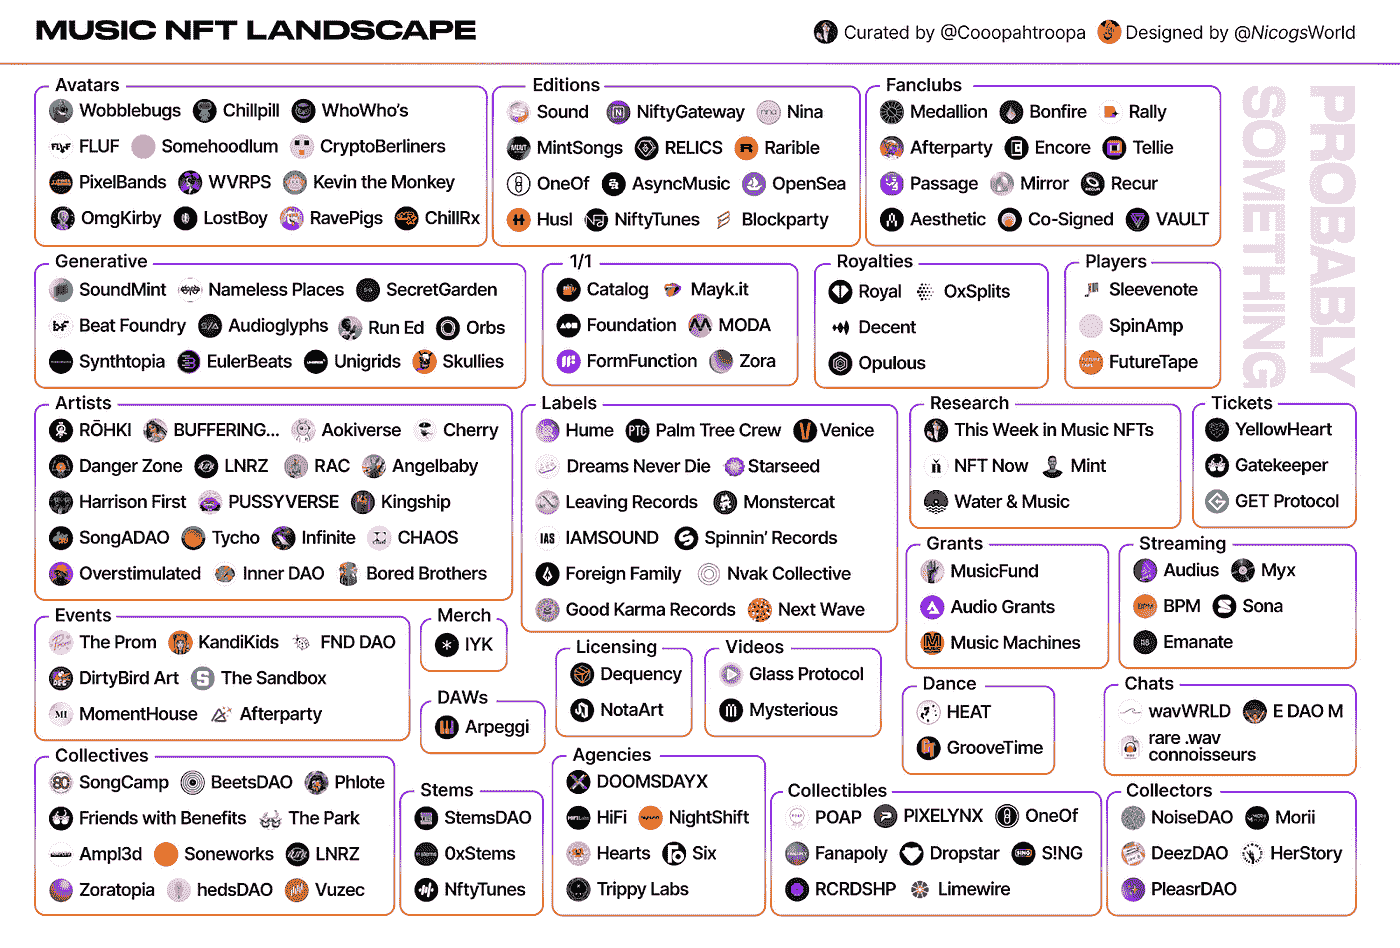 MUSIC NFT LANDSCAPE
Curated by @Cooopahtroopa Designed by @NicogsWorld
PROBABLY
SOMETHING
Avatars
Wobblebugs Chillpill WhoWho's
FLUF Somehoodlum CryptoBerliners
PixelBands WVRPS Kevin the Monkey
OmgKirby LostBoy RavePigs ChillRx
Editions
Sound NiftyGateway Nina
MintSongs RELICS Rarible
OneOf AsyncMusic OpenSea
Husl NiftyTunes Blockparty
Fanclubs
Medallion Bonfire Rally
Afterparty Encore Tellie
Passage Mirror Recur
Aesthetic Co-Signed VAULT
Generative
SoundMint Nameless Places SecretGarden
Beat Foundry Audioglyphs Run Ed Orbs
Synthtopia EulerBeats Unigrids Skullies
1/1
Catalog Mayk.it
Foundation MODA
FormFunction Zora
Royalties
Royal OxSplits
Decent
Opulous
Players
Sleevenote
SpinAmp
FutureTape
Artists
RŌHKI BUFFERING... Aokiverse Cherry
Danger Zone LNRZ RAC Angelbaby
Harrison First PUSSYVERSE Kingship
SongADAO Tycho Infinite CHAOS
Overstimulated Inner DAO Bored Brothers
Labels
Hume PTC Palm Tree Crew Venice
Dreams Never Die Starseed
Leaving Records Monstercat
IAS IAMSOUND Spinnin' Records
Foreign Family Nvak Collective
Good Karma Records Next Wave
Research
This Week in Music NFTs
NFT Now Mint
Water & Music
Tickets
YellowHeart
Gatekeeper
GET Protocol
Grants
MusicFund
Audio Grants
Music Machines
Streaming
Audius Myx
BPM Sona
Emanate
Events
The Prom KandiKids FND DAO
DirtyBird Art The Sandbox
MomentHouse Afterparty
Merch
IYK
DAWs
Arpeggi
Licensing
Dequency
NotaArt
Videos
Glass Protocol
Mysterious
Dance
HEAT
GrooveTime
Chats
wavWRLD E DAO M
rare .wav
connoisseurs
Collectives
SongCamp BeetsDAO Phlote
Friends with Benefits The Park
Ampl3d Soneworks LNRZ
Zoratopia hedsDAO Vuzec
Stems
StemsDAO
0xStems
NftyTunes
Agencies
DOOMSDAYX
HiFi NightShift
Hearts Six
Trippy Labs
Collectibles
POAP PIXELYNX OneOf
Fanapoly Dropstar S!NG
RCRDSHP Limewire
Collectors
NoiseDAO Morii
DeezDAO HerStory
PleasrDAO